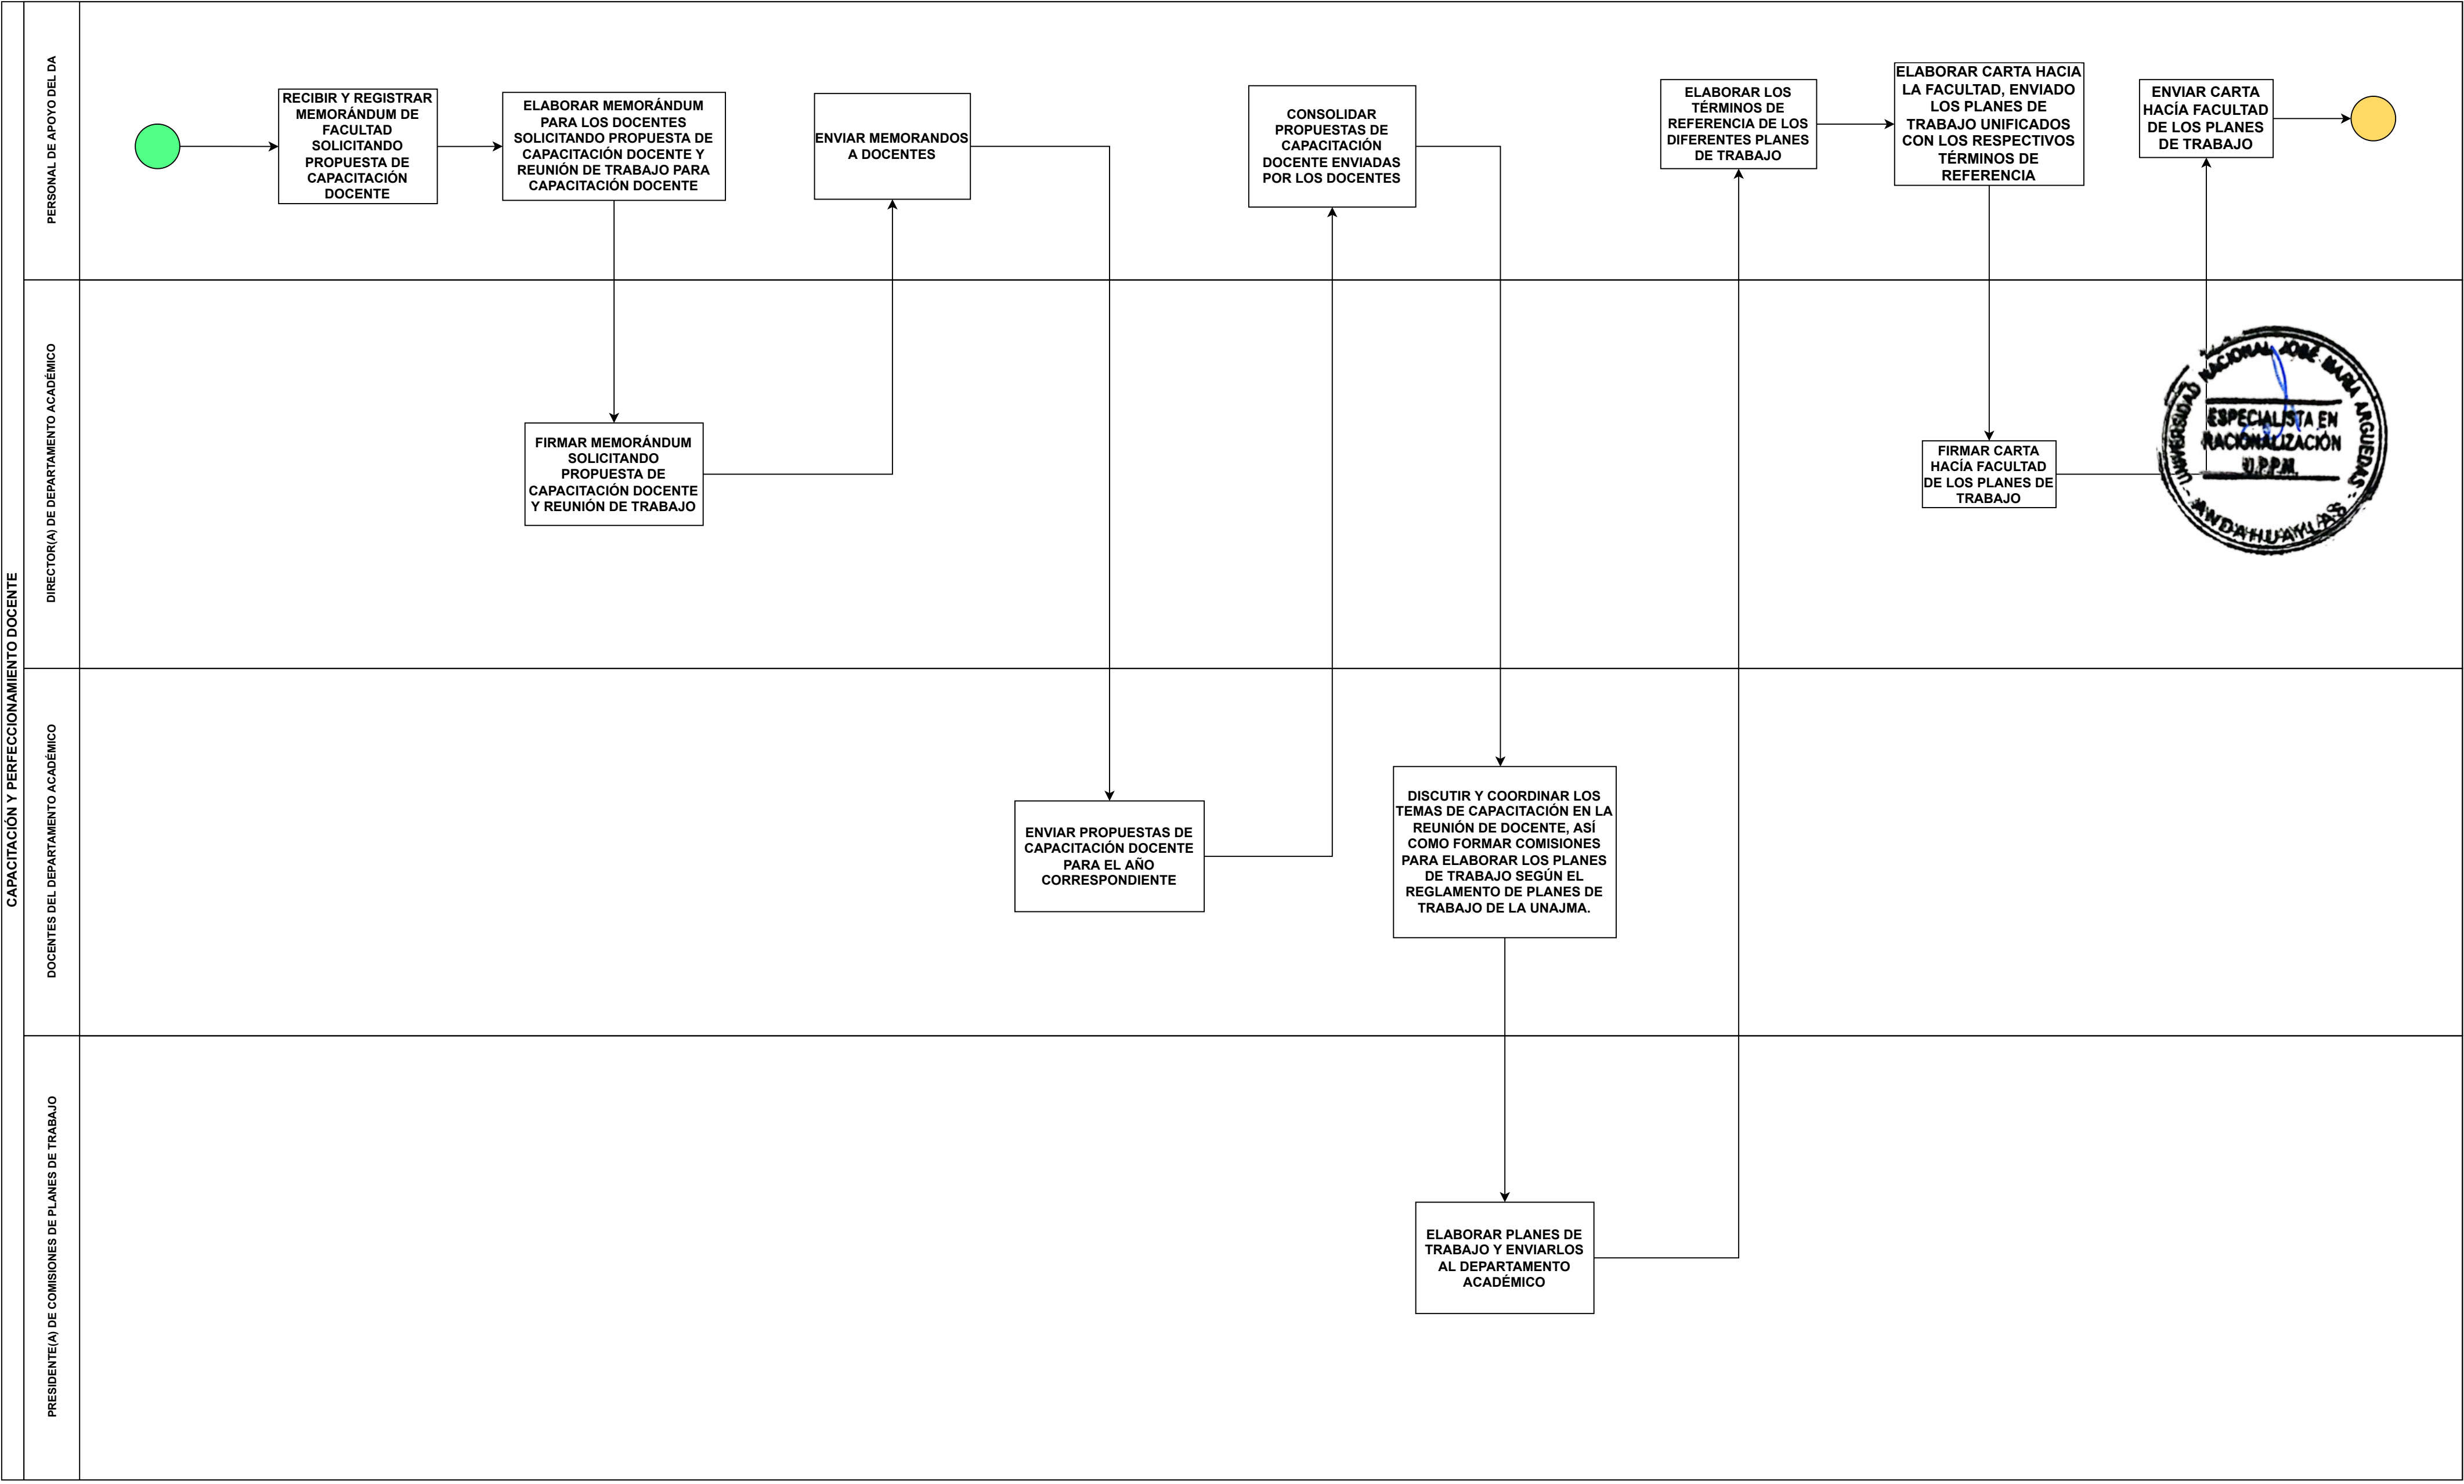 CAPACITACIÓN Y PERFECCIONAMIENTO DOCENTE
PERSONAL DE APOYO DEL DA
RECIBIR Y REGISTRAR
MEMORÁNDUM DE
FACULTAD
SOLICITANDO
PROPUESTA DE
CAPACITACIÓN
DOCENTE
ELABORAR MEMORÁNDUM
PARA LOS DOCENTES
SOLICITANDO PROPUESTA DE
CAPACITACIÓN DOCENTE Y
REUNIÓN DE TRABAJO PARA
CAPACITACIÓN DOCENTE
ENVIAR MEMORANDOS
A DOCENTES
CONSOLIDAR
PROPUESTAS DE
CAPACITACIÓN
DOCENTE ENVIADAS
POR LOS DOCENTES
ELABORAR LOS
TÉRMINOS DE
REFERENCIA DE LOS
DIFERENTES PLANES
DE TRABAJO
ELABORAR CARTA HACIA
LA FACULTAD, ENVIADO
LOS PLANES DE
TRABAJO UNIFICADOS
CON LOS RESPECTIVOS
TÉRMINOS DE
REFERENCIA
ENVIAR CARTA
HACÍA FACULTAD
DE LOS PLANES
DE TRABAJO
DIRECTOR(A) DE DEPARTAMENTO ACADÉMICO
FIRMAR MEMORÁNDUM
SOLICITANDO
PROPUESTA DE
CAPACITACIÓN DOCENTE
Y REUNIÓN DE TRABAJO
FIRMAR CARTA
HACÍA FACULTAD
DE LOS PLANES DE
TRABAJO
UNIVERSIDAD NACIONAL JOSÉ MARÍA ARGUEDAS
ESPECIALISTA EN
RACIONALIZACIÓN
U.P.P.M.
- ANDAHUAYLAS -
DOCENTES DEL DEPARTAMENTO ACADÉMICO
ENVIAR PROPUESTAS DE
CAPACITACIÓN DOCENTE
PARA EL AÑO
CORRESPONDIENTE
DISCUTIR Y COORDINAR LOS
TEMAS DE CAPACITACIÓN EN LA
REUNIÓN DE DOCENTE, ASÍ
COMO FORMAR COMISIONES
PARA ELABORAR LOS PLANES
DE TRABAJO SEGÚN EL
REGLAMENTO DE PLANES DE
TRABAJO DE LA UNAJMA.
PRESIDENTE(A) DE COMISIONES DE PLANES DE TRABAJO
ELABORAR PLANES DE
TRABAJO Y ENVIARLOS
AL DEPARTAMENTO
ACADÉMICO